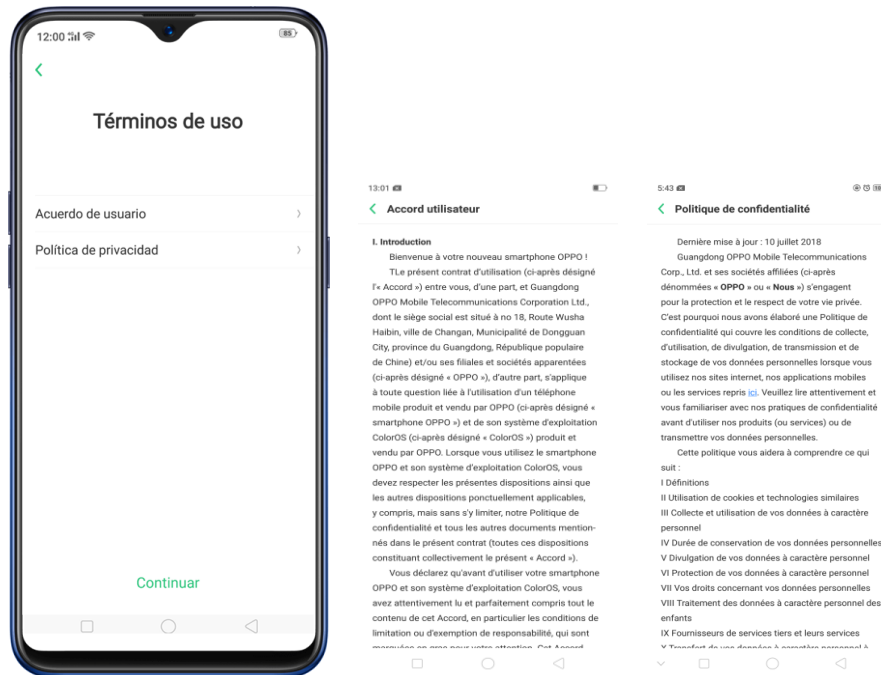 12:00
85
Términos de uso
Acuerdo de usuario
Política de privacidad
Continuar
13:01
Accord utilisateur
I. Introduction
Bienvenue à votre nouveau smartphone OPPO !
TLe présent contrat d'utilisation (ci-après désigné
l'« Accord ») entre vous, d'une part, et Guangdong
OPPO Mobile Telecommunications Corporation Ltd.,
dont le siège social est situé à no 18, Route Wusha
Haibin, ville de Changan, Municipalité de Dongguan
City, province du Guangdong, République populaire
de Chine) et/ou ses filiales et sociétés apparentées
(ci-après désigné « OPPO »), d'autre part, s'applique
à toute question liée à l'utilisation d'un téléphone
mobile produit et vendu par OPPO (ci-après désigné «
smartphone OPPO ») et de son système d'exploitation
ColorOS (ci-après désigné « ColorOS ») produit et
vendu par OPPO. Lorsque vous utilisez le smartphone
OPPO et son système d'exploitation ColorOS, vous
devez respecter les présentes dispositions ainsi que
les autres dispositions ponctuellement applicables,
y compris, mais sans s'y limiter, notre Politique de
confidentialité et tous les autres documents mention-
nés dans le présent contrat (toutes ces dispositions
constituant collectivement le présent « Accord »).
Vous déclarez qu'avant d'utiliser votre smartphone
OPPO et son système d'exploitation ColorOS, vous
avez attentivement lu et parfaitement compris tout le
contenu de cet Accord, en particulier les conditions de
limitation ou d'exemption de responsabilité, qui sont
marquées en gras pour votre attention. Cet Accord
5:43
Politique de confidentialité
Dernière mise à jour : 10 juillet 2018
Guangdong OPPO Mobile Telecommunications
Corp., Ltd. et ses sociétés affiliées (ci-après
dénommées « OPPO » ou « Nous ») s'engagent
pour la protection et le respect de votre vie privée.
C'est pourquoi nous avons élaboré une Politique de
confidentialité qui couvre les conditions de collecte,
d'utilisation, de divulgation, de transmission et de
stockage de vos données personnelles lorsque vous
utilisez nos sites internet, nos applications mobiles
ou les services repris ici. Veuillez lire attentivement et
vous familiariser avec nos pratiques de confidentialité
avant d'utiliser nos produits (ou services) ou de
transmettre vos données personnelles.
Cette politique vous aidera à comprendre ce qui
suit :
I Définitions
II Utilisation de cookies et technologies similaires
III Collecte et utilisation de vos données à caractère
personnel
IV Durée de conservation de vos données personnelles
V Divulgation de vos données à caractère personnel
VI Protection de vos données à caractère personnel
VII Vos droits concernant vos données personnelles
VIII Traitement des données à caractère personnel des
enfants
IX Fournisseurs de services tiers et leurs services
X Transfert de vos données à caractère personnel à